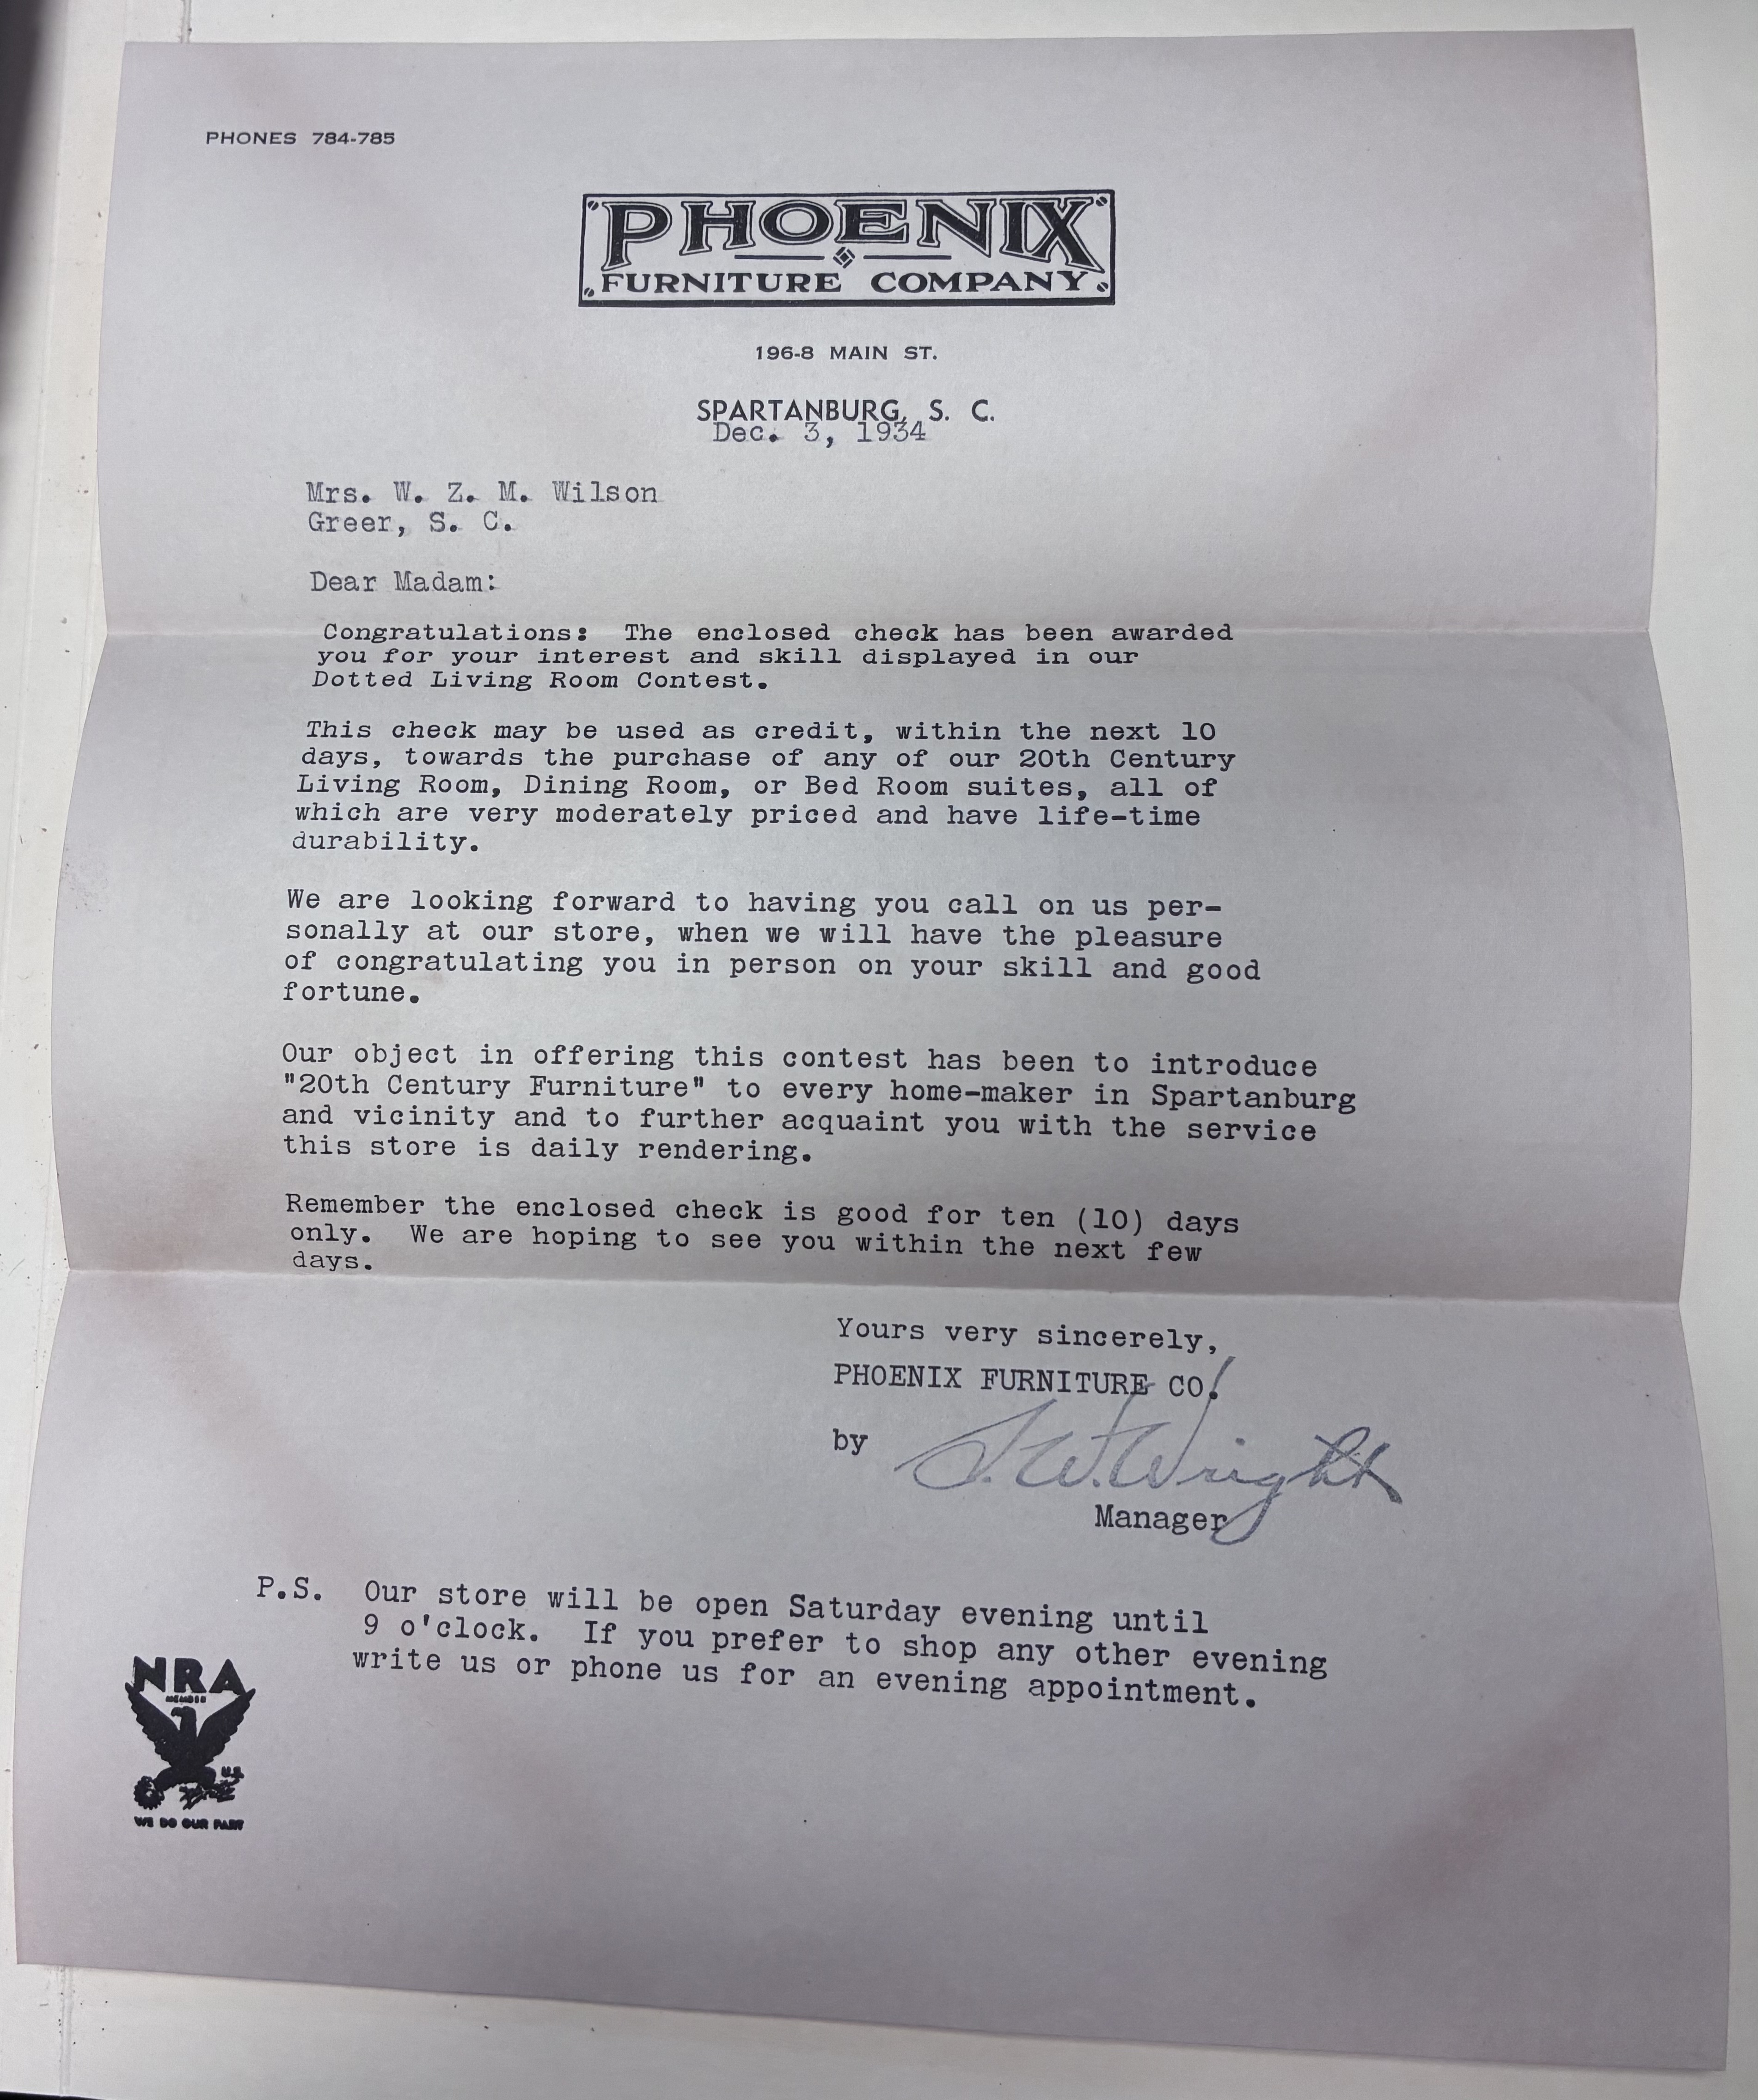 PHONES 784-785
PHOENIX
FURNITURE COMPANY
196-8 MAIN ST.
SPARTANBURG, S. C.
Dec. 3, 1934
Mrs. W. Z. M. Wilson
Greer, S. C.
Dear Madam:
Congratulations: The enclosed check has been awarded
you for your interest and skill displayed in our
Dotted Living Room Contest.
This check may be used as credit, within the next 10
days, towards the purchase of any of our 20th Century
Living Room, Dining Room, or Bed Room suites, all of
which are very moderately priced and have life-time
durability.
We are looking forward to having you call on us per-
sonally at our store, when we will have the pleasure
of congratulating you in person on your skill and good
fortune.
Our object in offering this contest has been to introduce
"20th Century Furniture" to every home-maker in Spartanburg
and vicinity and to further acquaint you with the service
this store is daily rendering.
Remember the enclosed check is good for ten (10) days
only. We are hoping to see you within the next few
days.
Yours very sincerely,
PHOENIX FURNITURE CO.
by S. W. Wright
Manager
P.S. Our store will be open Saturday evening until
9 o'clock. If you prefer to shop any other evening
write us or phone us for an evening appointment.
NRA
MEMBER
U.S.
WE DO OUR PART